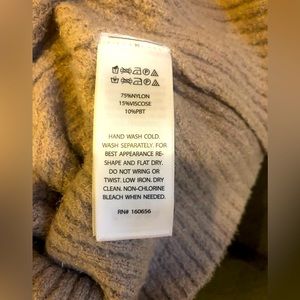 75%NYLON
15%VISCOSE
10%PBT
HAND WASH COLD.
WASH SEPARATELY. FOR
BEST APPEARANCE RE-
SHAPE AND FLAT DRY.
DO NOT WRING OR
TWIST. LOW IRON. DRY
CLEAN. NON-CHLORINE
BLEACH WHEN NEEDED.
RN# 160656